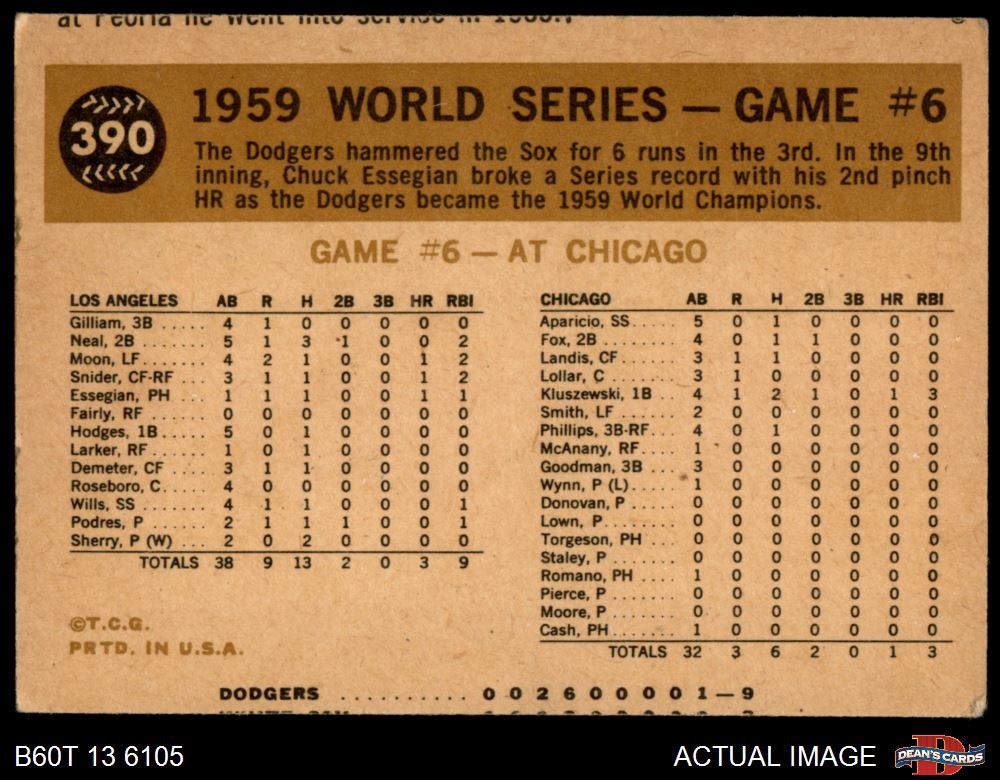 at Peoria he went into service in
390
1959 WORLD SERIES — GAME #6
The Dodgers hammered the Sox for 6 runs in the 3rd. In the 9th
inning, Chuck Essegian broke a Series record with his 2nd pinch
HR as the Dodgers became the 1959 World Champions.
GAME #6 — AT CHICAGO
LOS ANGELES AB R H 2B 3B HR RBI
Gilliam, 3B ..... 4 1 0 0 0 0 0
Neal, 2B ....... 5 1 3 1 0 0 2
Moon, LF....... 4 2 1 0 0 1 2
Snider, CF-RF ... 3 1 1 0 0 1 2
Essegian, PH .... 1 1 1 0 0 1 1
Fairly, RF ...... 0 0 0 0 0 0 0
Hodges, 1B ..... 5 0 1 0 0 0 0
Larker, RF ...... 1 0 1 0 0 0 0
Demeter, CF .... 3 1 1 0 0 0 0
Roseboro, C..... 4 0 0 0 0 0 0
Wills, SS ....... 4 1 1 0 0 0 1
Podres, P ....... 2 1 1 1 0 0 1
Sherry, P (W) ... 2 0 2 0 0 0 0
TOTALS 38 9 13 2 0 3 9
©T.C.G.
PRTD. IN U.S.A.
CHICAGO AB R H 2B 3B HR RBI
Aparicio, SS..... 5 0 1 0 0 0 0
Fox, 2B ........ 4 0 1 1 0 0 0
Landis, CF...... 3 1 1 0 0 0 0
Lollar, C ....... 3 1 0 0 0 0 0
Kluszewski, 1B .. 4 1 2 1 0 1 3
Smith, LF ...... 2 0 0 0 0 0 0
Phillips, 3B-RF... 4 0 1 0 0 0 0
McAnany, RF.... 1 0 0 0 0 0 0
Goodman, 3B ... 3 0 0 0 0 0 0
Wynn, P (L)..... 1 0 0 0 0 0 0
Donovan, P ..... 0 0 0 0 0 0 0
Lown, P........ 0 0 0 0 0 0 0
Torgeson, PH ... 0 0 0 0 0 0 0
Staley, P ....... 0 0 0 0 0 0 0
Romano, PH .... 1 0 0 0 0 0 0
Pierce, P ....... 0 0 0 0 0 0 0
Moore, P ....... 0 0 0 0 0 0 0
Cash, PH....... 1 0 0 0 0 0 0
TOTALS 32 3 6 2 0 1 3
DODGERS .......... 0 0 2 6 0 0 0 0 1 — 9
B60T 13 6105
ACTUAL IMAGE
D
DEAN'S CARDS